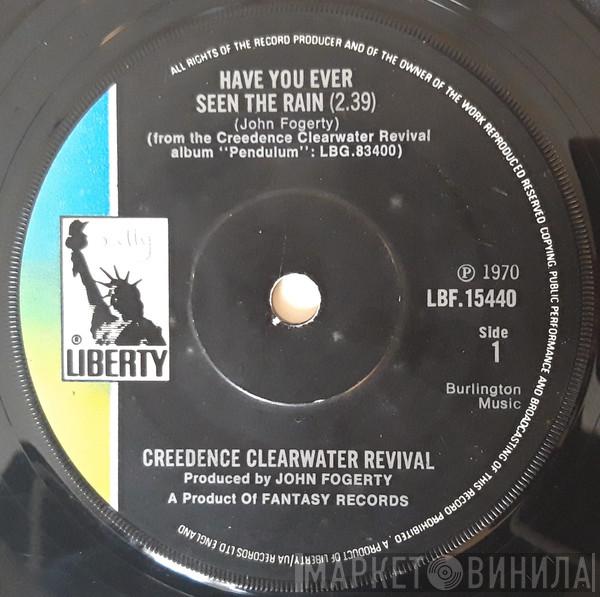 ALL RIGHTS OF THE RECORD PRODUCER AND OF THE OWNER OF THE WORK REPRODUCED RESERVED COPYING, PUBLIC PERFORMANCE AND BROADCASTING OF THIS RECORD PROHIBITED. A PRODUCT OF LIBERTY/UA RECORDS LTD ENGLAND
HAVE YOU EVER
SEEN THE RAIN (2.39)
(John Fogerty)
(from the Creedence Clearwater Revival
album "Pendulum": LBG.83400)
℗ 1970
LBF.15440
Side
1
® LIBERTY
Burlington
Music
CREEDENCE CLEARWATER REVIVAL
Produced by JOHN FOGERTY
A Product Of FANTASY RECORDS
МАРКЕТ ВИНИЛА